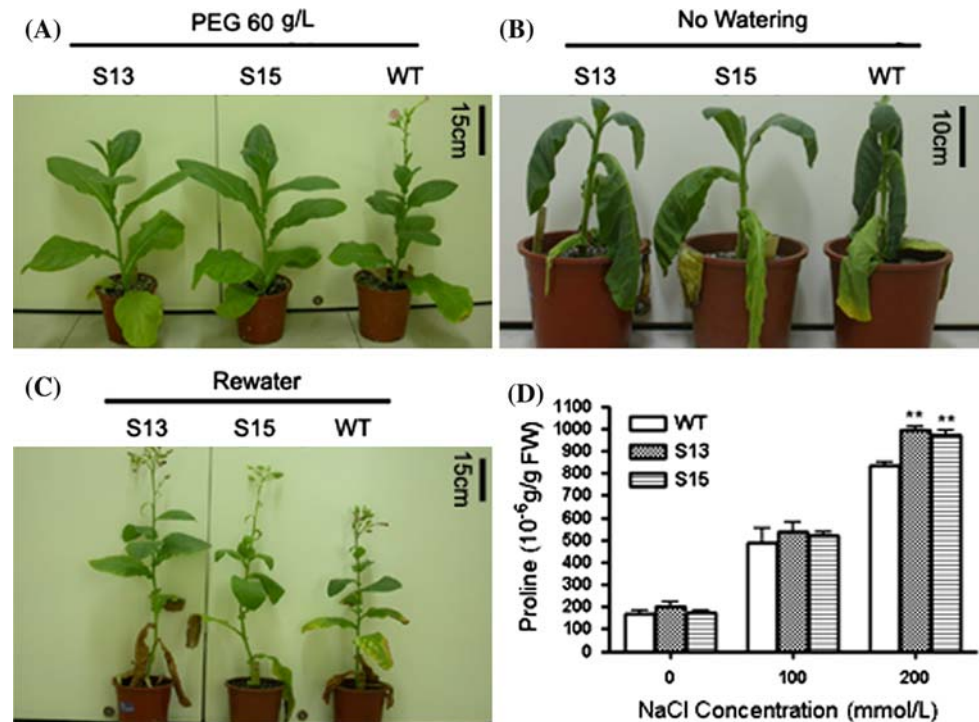 (A)
PEG 60 g/L
S13 S15 WT
15cm
(B)
No Watering
S13 S15 WT
10cm
(C)
Rewater
S13 S15 WT
15cm
(D)
WT
S13
S15
** **
1100
1000
900
800
700
600
500
400
300
200
100
0
Proline (10⁻⁶g/g FW)
0 100 200
NaCl Concentration (mmol/L)